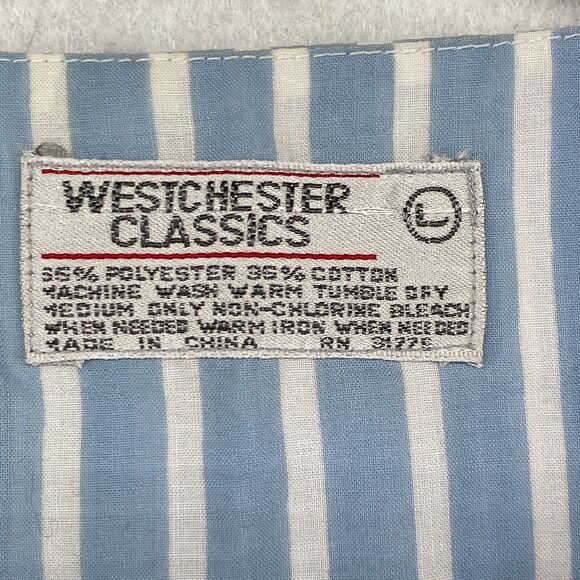 WESTCHESTER
CLASSICS
L
65% POLYESTER 35% COTTON
MACHINE WASH WARM TUMBLE DRY
MEDIUM ONLY NON-CHLORINE BLEACH
WHEN NEEDED WARM IRON WHEN NEEDED
MADE IN CHINA RN